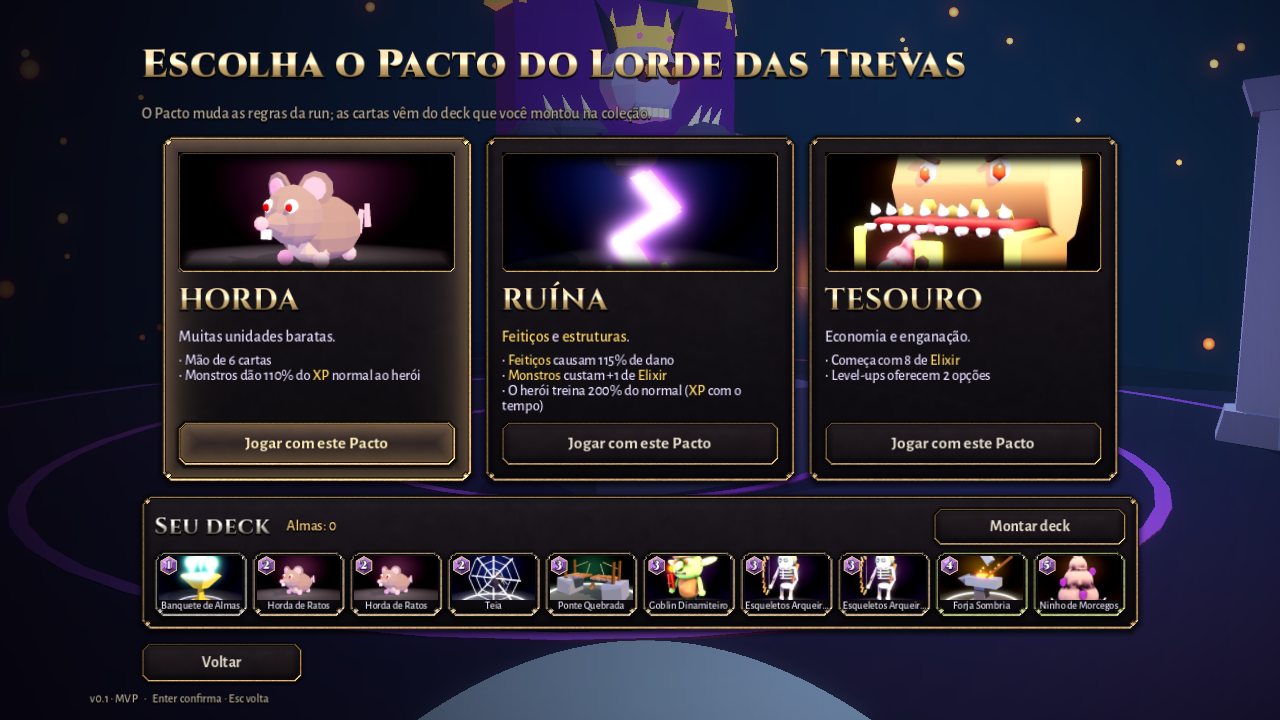 Escolha o Pacto do Lorde das Trevas
O Pacto muda as regras da run; as cartas vêm do deck que você montou na coleção.
HORDA
Muitas unidades baratas.
· Mão de 6 cartas
· Monstros dão 110% do XP normal ao herói
Jogar com este Pacto
RUÍNA
Feitiços e estruturas.
· Feitiços causam 115% de dano
· Monstros custam +1 de Elixir
· O herói treina 200% do normal (XP com o
tempo)
Jogar com este Pacto
TESOURO
Economia e enganação.
· Começa com 8 de Elixir
· Level-ups oferecem 2 opções
Jogar com este Pacto
Seu deck
Almas: 0
Montar deck
1
Banquete de Almas
2
Horda de Ratos
2
Horda de Ratos
2
Teia
3
Ponte Quebrada
3
Goblin Dinamiteiro
3
Esqueletos Arqueir...
3
Esqueletos Arqueir...
4
Forja Sombria
5
Ninho de Morcegos
Voltar
v0.1 · MVP · Enter confirma · Esc volta